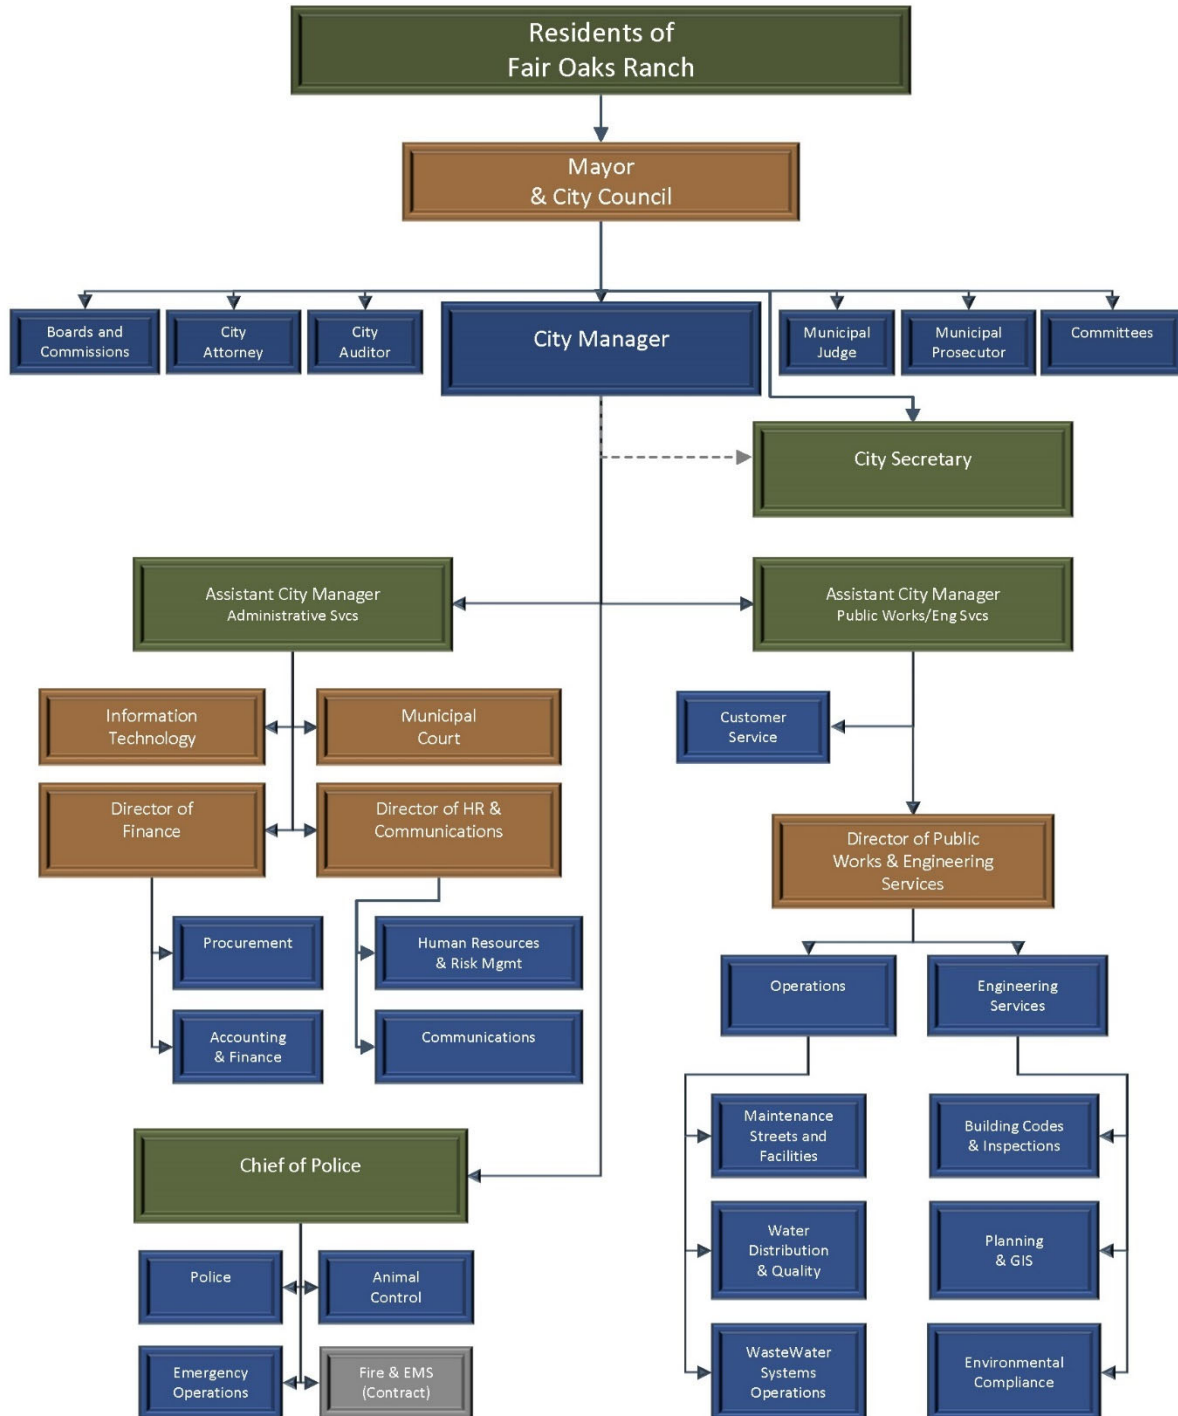 Residents of
Fair Oaks Ranch
Mayor
& City Council
Boards and
Commissions
City
Attorney
City
Auditor
City Manager
Municipal
Judge
Municipal
Prosecutor
Committees
City Secretary
Assistant City Manager
Administrative Svcs
Assistant City Manager
Public Works/Eng Svcs
Information
Technology
Municipal
Court
Customer
Service
Director of
Finance
Director of HR &
Communications
Director of Public
Works & Engineering
Services
Procurement
Human Resources
& Risk Mgmt
Accounting
& Finance
Communications
Operations
Engineering
Services
Maintenance
Streets and
Facilities
Building Codes
& Inspections
Chief of Police
Water
Distribution
& Quality
Planning
& GIS
Police
Animal
Control
Emergency
Operations
Fire & EMS
(Contract)
WasteWater
Systems
Operations
Environmental
Compliance